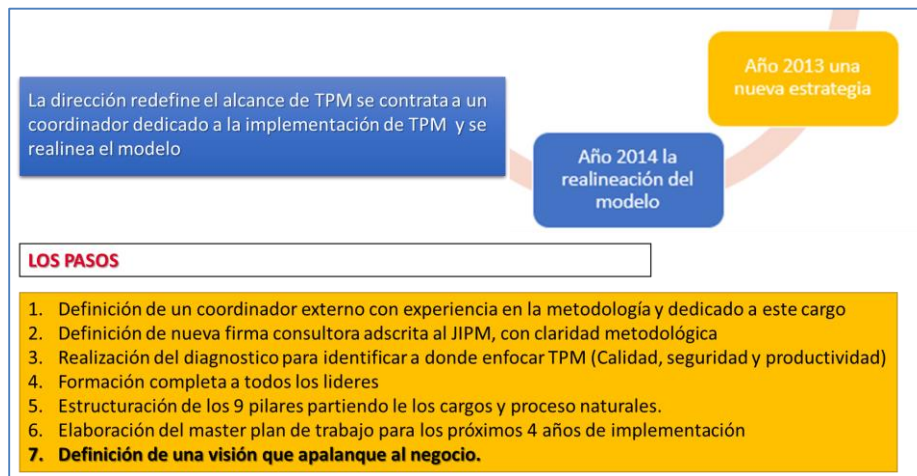 La dirección redefine el alcance de TPM se contrata a un
coordinador dedicado a la implementación de TPM y se
realinea el modelo
Año 2013 una
nueva estrategia
Año 2014 la
realineación del
modelo
LOS PASOS
1. Definición de un coordinador externo con experiencia en la metodología y dedicado a este cargo
2. Definición de nueva firma consultora adscrita al JIPM, con claridad metodológica
3. Realización del diagnostico para identificar a donde enfocar TPM (Calidad, seguridad y productividad)
4. Formación completa a todos los lideres
5. Estructuración de los 9 pilares partiendo le los cargos y proceso naturales.
6. Elaboración del master plan de trabajo para los próximos 4 años de implementación
7. Definición de una visión que apalanque al negocio.